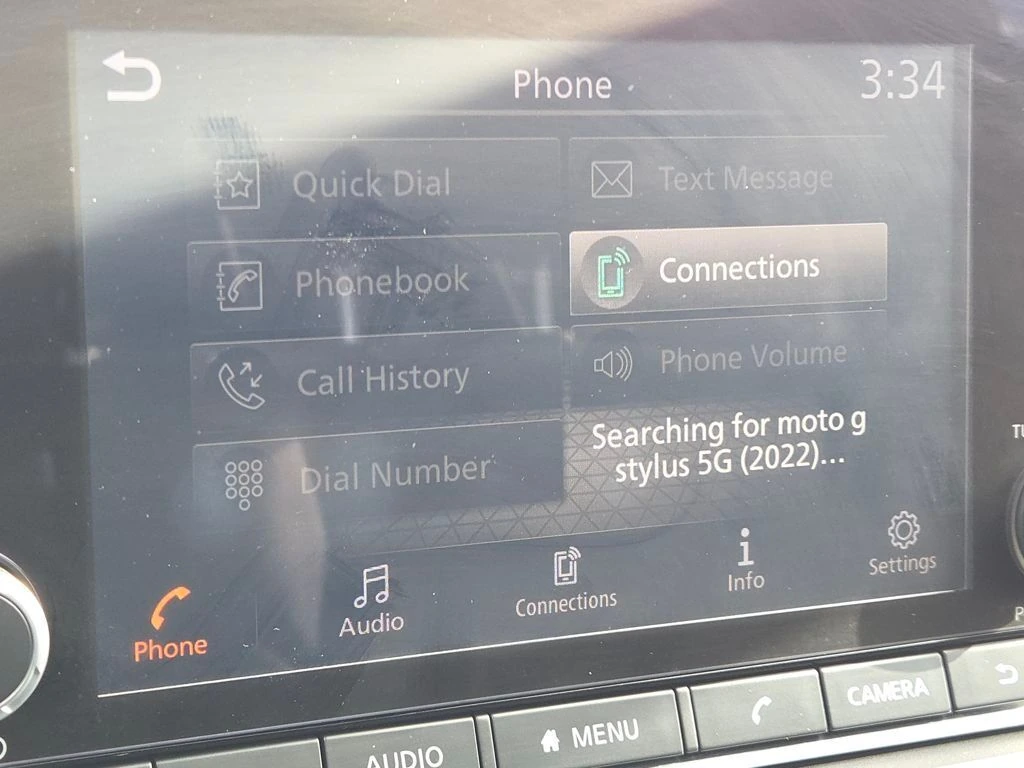 Phone
3:34
Quick Dial
Text Message
Phonebook
Connections
Call History
Phone Volume
Dial Number
Searching for moto g
stylus 5G (2022)...
Phone
Audio
Connections
Info
Settings
AUDIO
MENU
CAMERA